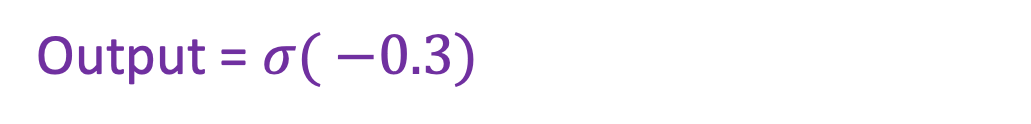 Output = σ( −0.3)